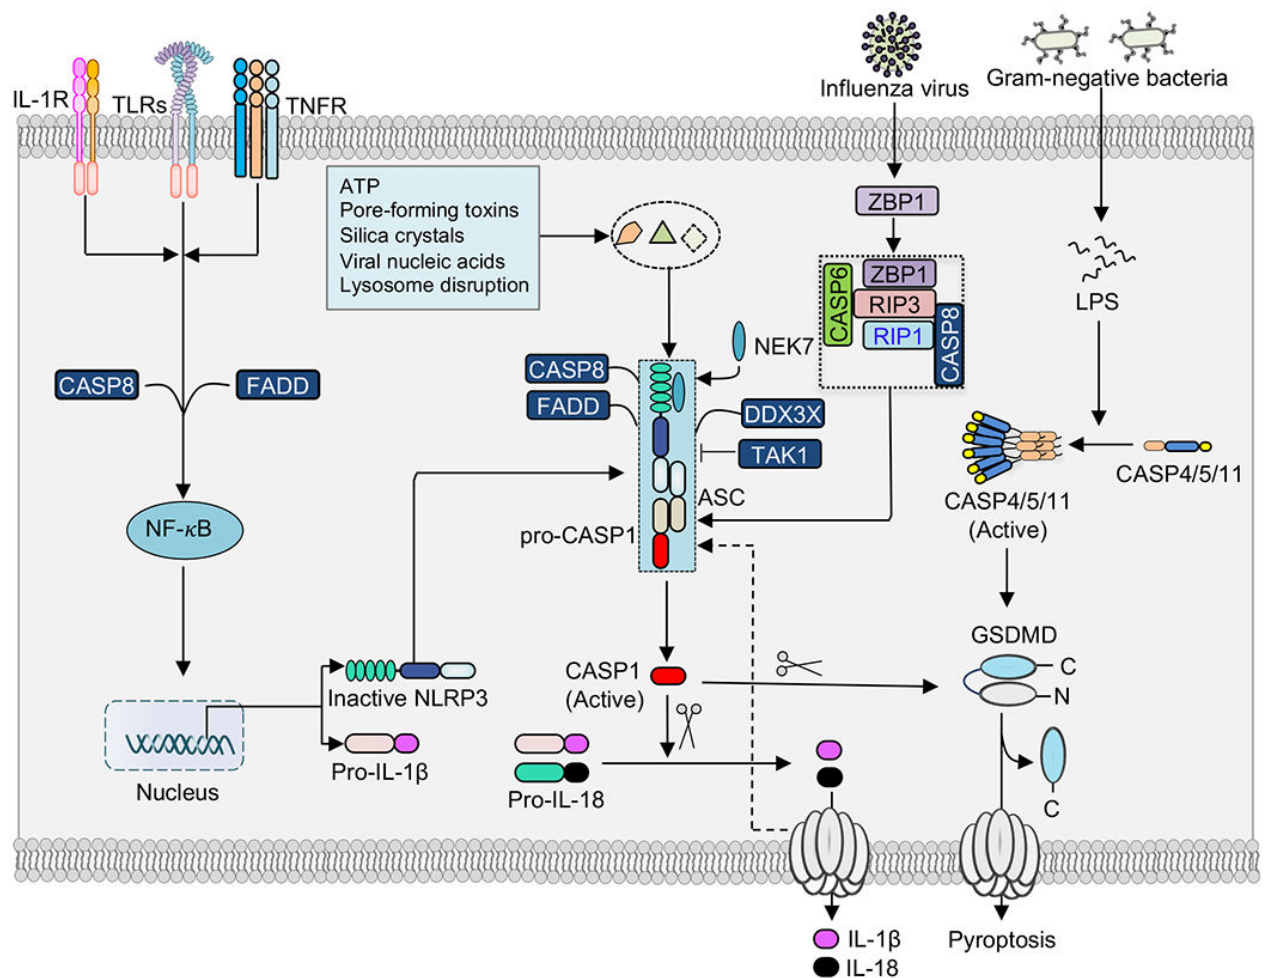 Influenza virus
Gram-negative bacteria
IL-1R
TLRs
TNFR
ATP
Pore-forming toxins
Silica crystals
Viral nucleic acids
Lysosome disruption
ZBP1
ZBP1
CASP6
RIP3
RIP1
CASP8
LPS
NEK7
CASP8
FADD
CASP8
FADD
DDX3X
TAK1
CASP4/5/11
CASP4/5/11
(Active)
ASC
pro-CASP1
NF-κB
GSDMD
C
N
CASP1
(Active)
Inactive NLRP3
Pro-IL-1β
Nucleus
Pro-IL-18
C
IL-1β
IL-18
Pyroptosis